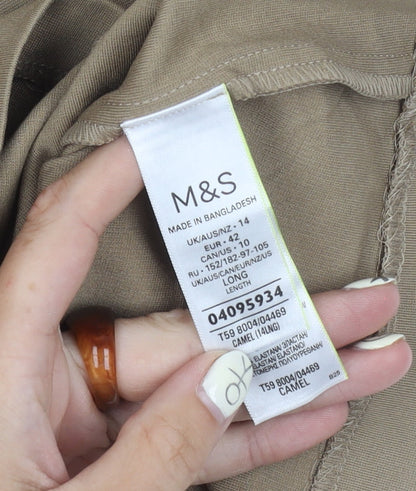 M&S
MADE IN BANGLADESH
UK/AUS/NZ - 14
EUR - 42
CAN/US - 10
RU - 152/182-97-105
UK/AUS/CAN/EUR/NZ/US
LONG
LENGTH
04095934
T59 8004/04469
CAMEL (14LNG)
T59 8004/04469
CAMEL